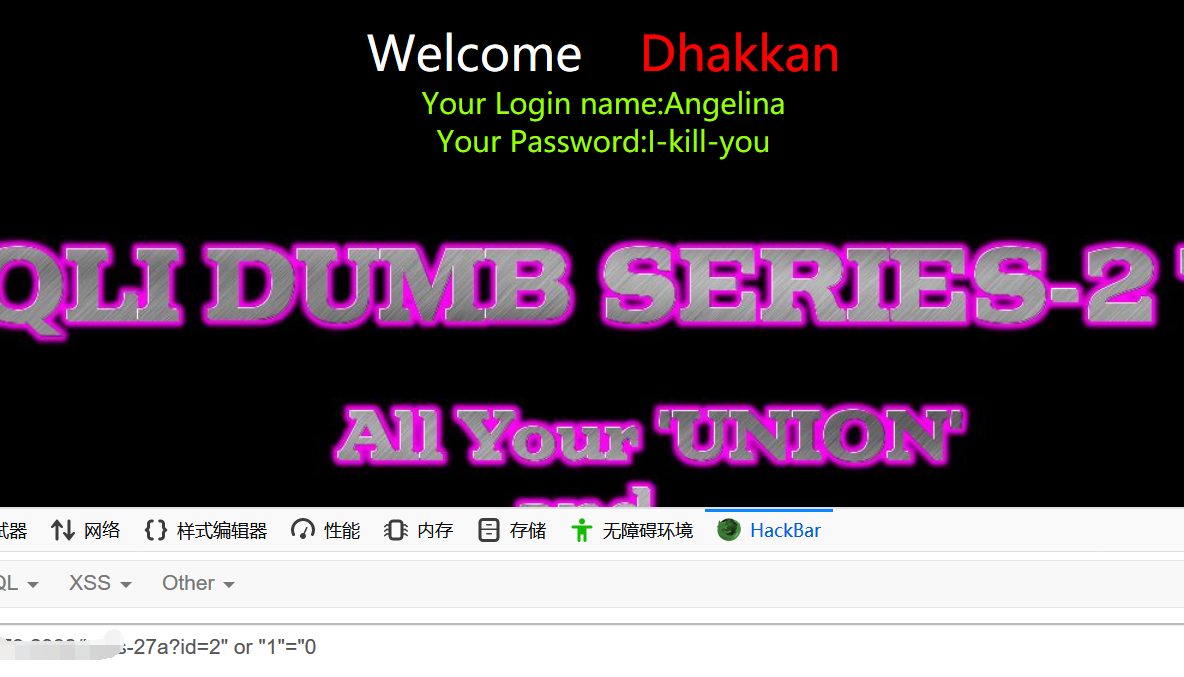 Welcome Dhakkan
Your Login name:Angelina
Your Password:I-kill-you
QLI DUMB SERIES-2
All Your 'UNION'
and
试器 网络 样式编辑器 性能 内存 存储 无障碍环境 HackBar
QL XSS Other
s-27a?id=2" or "1"="0